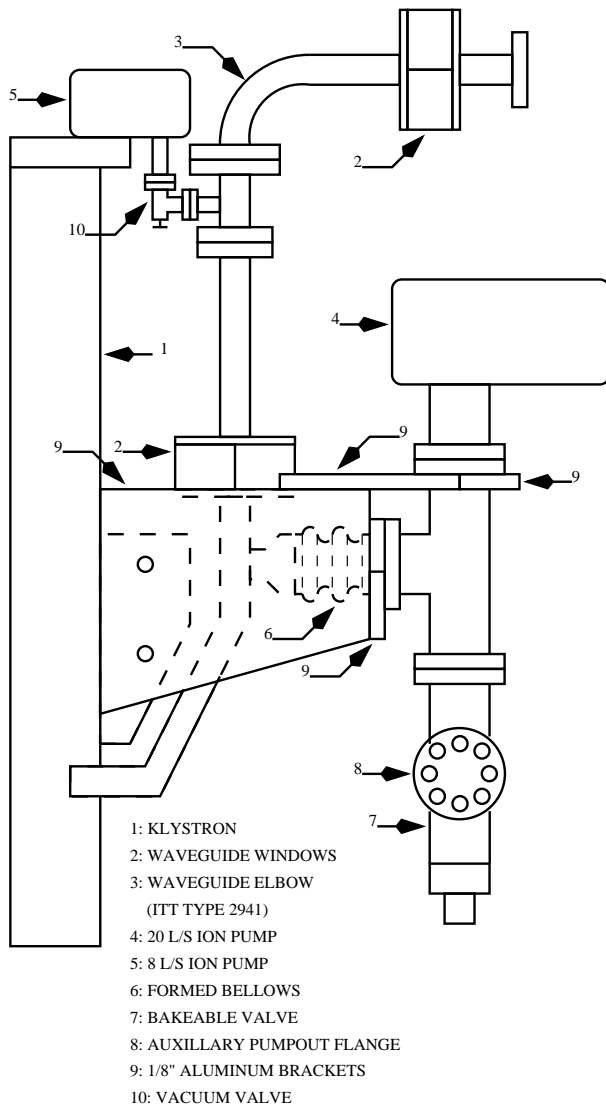 3
5
2
10
4
1
9
2
9
9
6
9
8
7
1: KLYSTRON
2: WAVEGUIDE WINDOWS
3: WAVEGUIDE ELBOW
(ITT TYPE 2941)
4: 20 L/S ION PUMP
5: 8 L/S ION PUMP
6: FORMED BELLOWS
7: BAKEABLE VALVE
8: AUXILLARY PUMPOUT FLANGE
9: 1/8" ALUMINUM BRACKETS
10: VACUUM VALVE